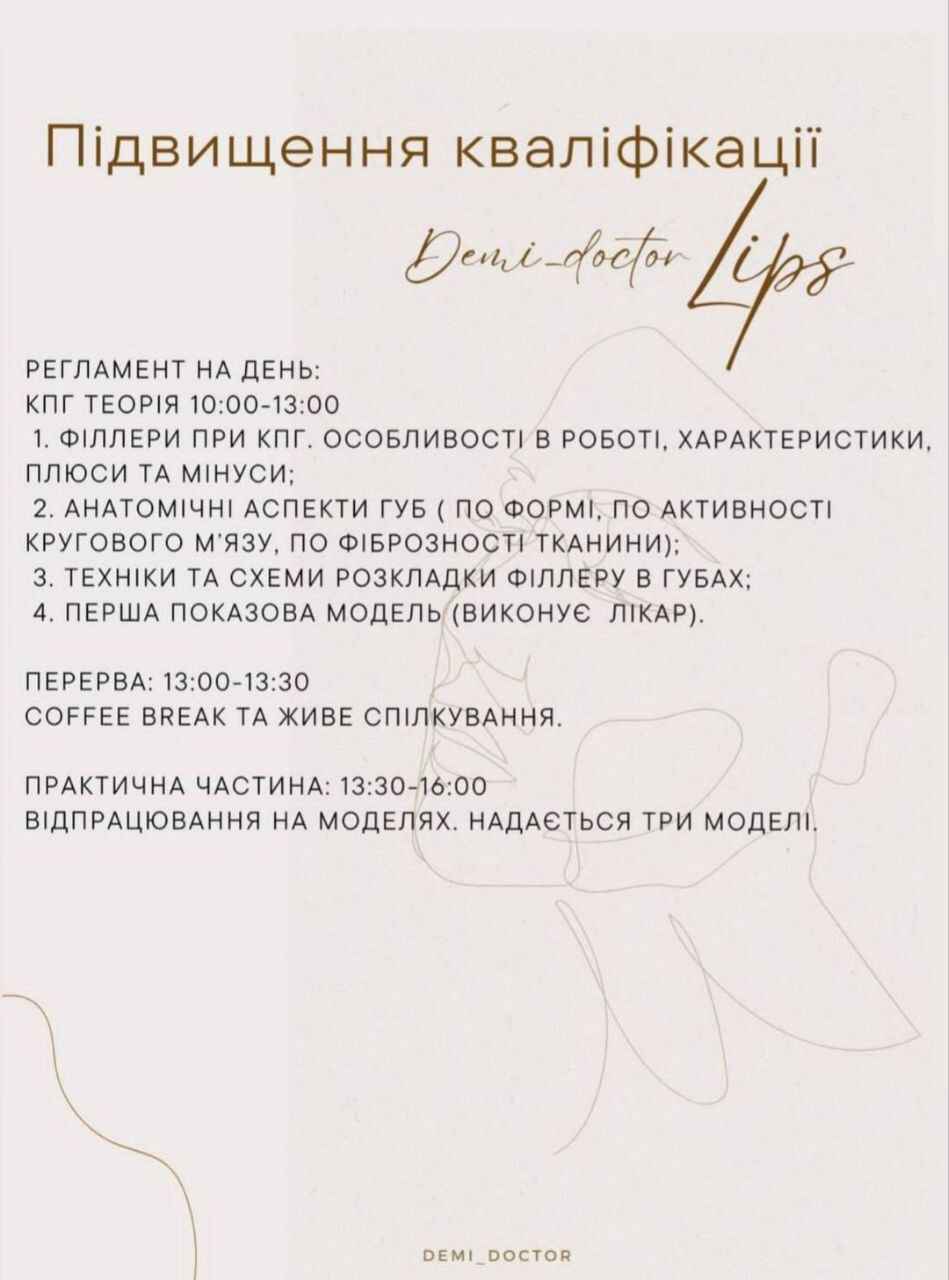 Підвищення кваліфікації
Demi_doctor Lips
РЕГЛАМЕНТ НА ДЕНЬ:
КПГ ТЕОРІЯ 10:00-13:00
1. ФІЛЛЕРИ ПРИ КПГ. ОСОБЛИВОСТІ В РОБОТІ, ХАРАКТЕРИСТИКИ,
ПЛЮСИ ТА МІНУСИ;
2. АНАТОМІЧНІ АСПЕКТИ ГУБ ( ПО ФОРМІ, ПО АКТИВНОСТІ
КРУГОВОГО М'ЯЗУ, ПО ФІБРОЗНОСТІ ТКАНИНИ);
3. ТЕХНІКИ ТА СХЕМИ РОЗКЛАДКИ ФІЛЛЕРУ В ГУБАХ;
4. ПЕРША ПОКАЗОВА МОДЕЛЬ (ВИКОНУЄ ЛІКАР).
ПЕРЕРВА: 13:00-13:30
COFFEE BREAK ТА ЖИВЕ СПІЛКУВАННЯ.
ПРАКТИЧНА ЧАСТИНА: 13:30-16:00
ВІДПРАЦЮВАННЯ НА МОДЕЛЯХ. НАДАЄТЬСЯ ТРИ МОДЕЛІ.
DEMI_DOCTOR